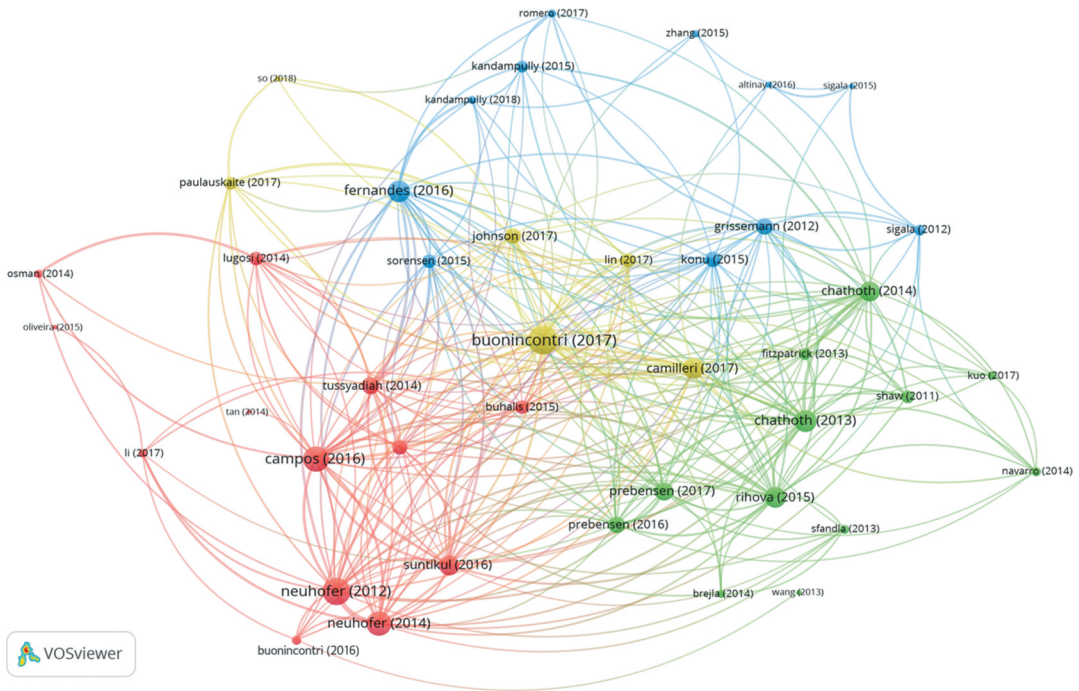 romero (2017)
zhang (2015)
kandampully (2015)
so (2018)
altinay (2016)
sigala (2015)
kandampully (2018)
paulauskaite (2017)
fernandes (2016)
grissemann (2012)
sigala (2012)
johnson (2017)
lugosi (2014)
sorensen (2015)
lin (2017)
konu (2015)
osman (2014)
chathoth (2014)
oliveira (2015)
buonincontri (2017)
fitzpatrick (2013)
camilleri (2017)
kuo (2017)
tussyadiah (2014)
shaw (2011)
buhalis (2015)
tan (2014)
chathoth (2013)
li (2017)
campos (2016)
navarro (2014)
prebensen (2017)
rihova (2015)
prebensen (2016)
sfandla (2013)
suntikul (2016)
neuhofer (2012)
brejla (2014)
wang (2013)
neuhofer (2014)
buonincontri (2016)
VOSviewer